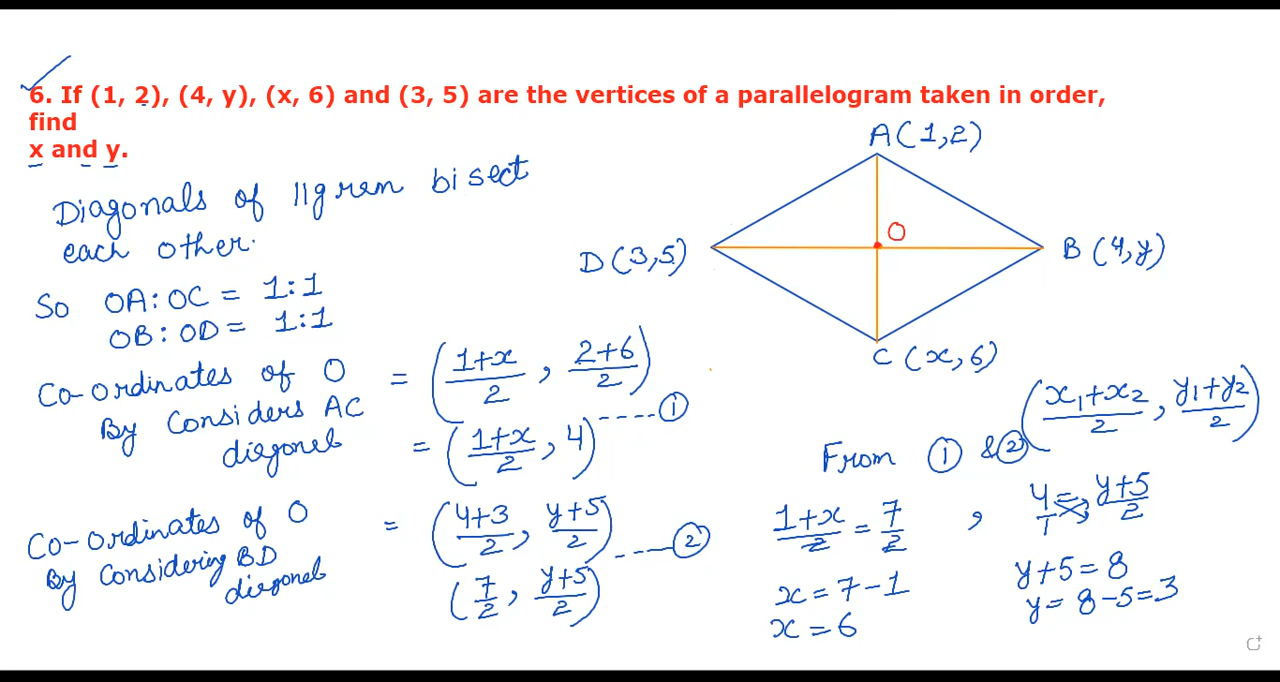 6. If (1, 2), (4, y), (x, 6) and (3, 5) are the vertices of a parallelogram taken in order,
find
x and y.
Diagonals of ||gram bisect
each other.
So OA:OC = 1:1
OB:OD = 1:1
Co-ordinates of O
By Considers AC
diagonal
= ((1+x)/2, (2+6)/2)
= ((1+x)/2, 4) ----①
Co-ordinates of O
By Considering BD
diagonal
= ((4+3)/2, (y+5)/2) ----②
(7/2, (y+5)/2)
A(1,2)
O
D(3,5)
B(4,y)
C(x,6)
((x₁+x₂)/2, (y₁+y₂)/2)
From ① & ②
(1+x)/2 = 7/2 , 4/1 = (y+5)/2
x = 7-1
x = 6
y+5 = 8
y = 8-5 = 3